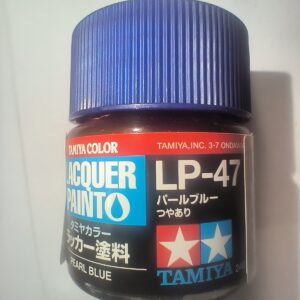 TAMIYA COLOR
LACQUER
PAINT
タミヤカラー
ラッカー塗料
PEARL BLUE
TAMIYA, INC. 3-7 ONDAWARA
LP-47
パールブルー
つやあり
TAMIYA